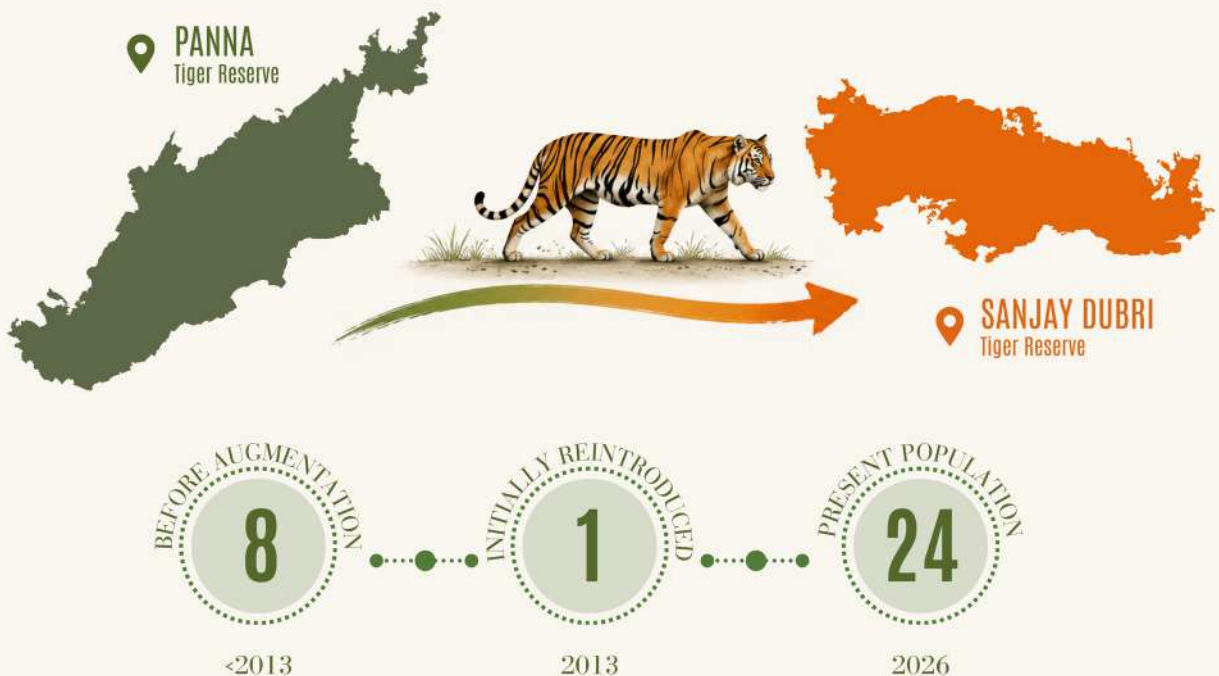 PANNA
Tiger Reserve
SANJAY DUBRI
Tiger Reserve
BEFORE AUGMENTATION
8
<2013
INITIALLY REINTRODUCED
1
2013
PRESENT POPULATION
24
2026